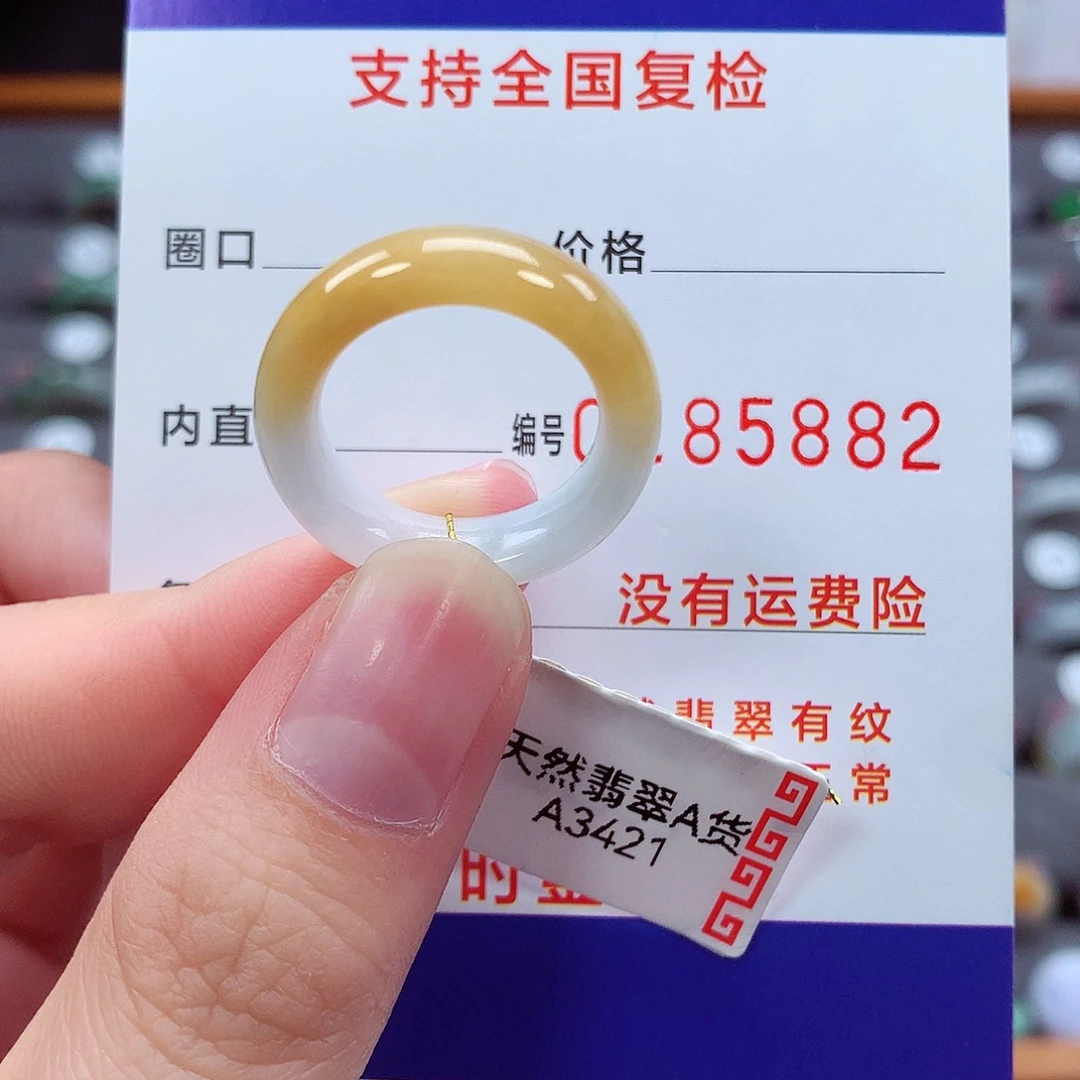 支持全国复检
圈口 价格
内直 编号 85882
没有运费险
翡翠有纹
常
天然翡翠A货
A3421
的